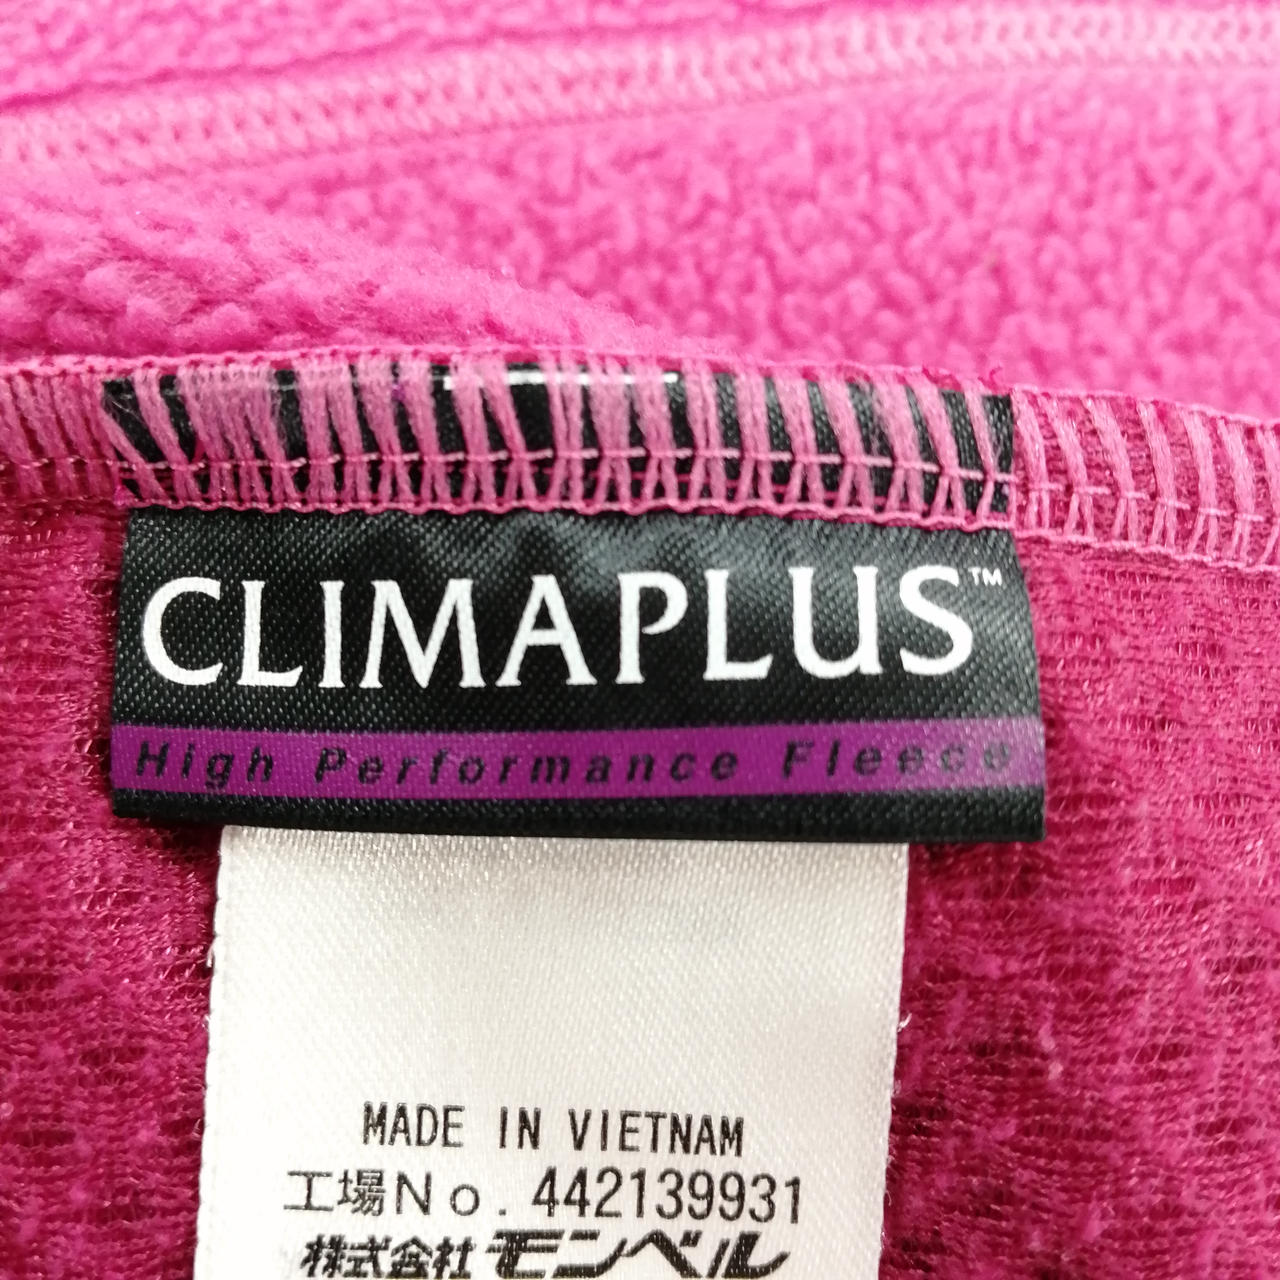 CLIMAPLUS™
High Performance Fleece
MADE IN VIETNAM
工場No. 442139931
株式会社モンベル